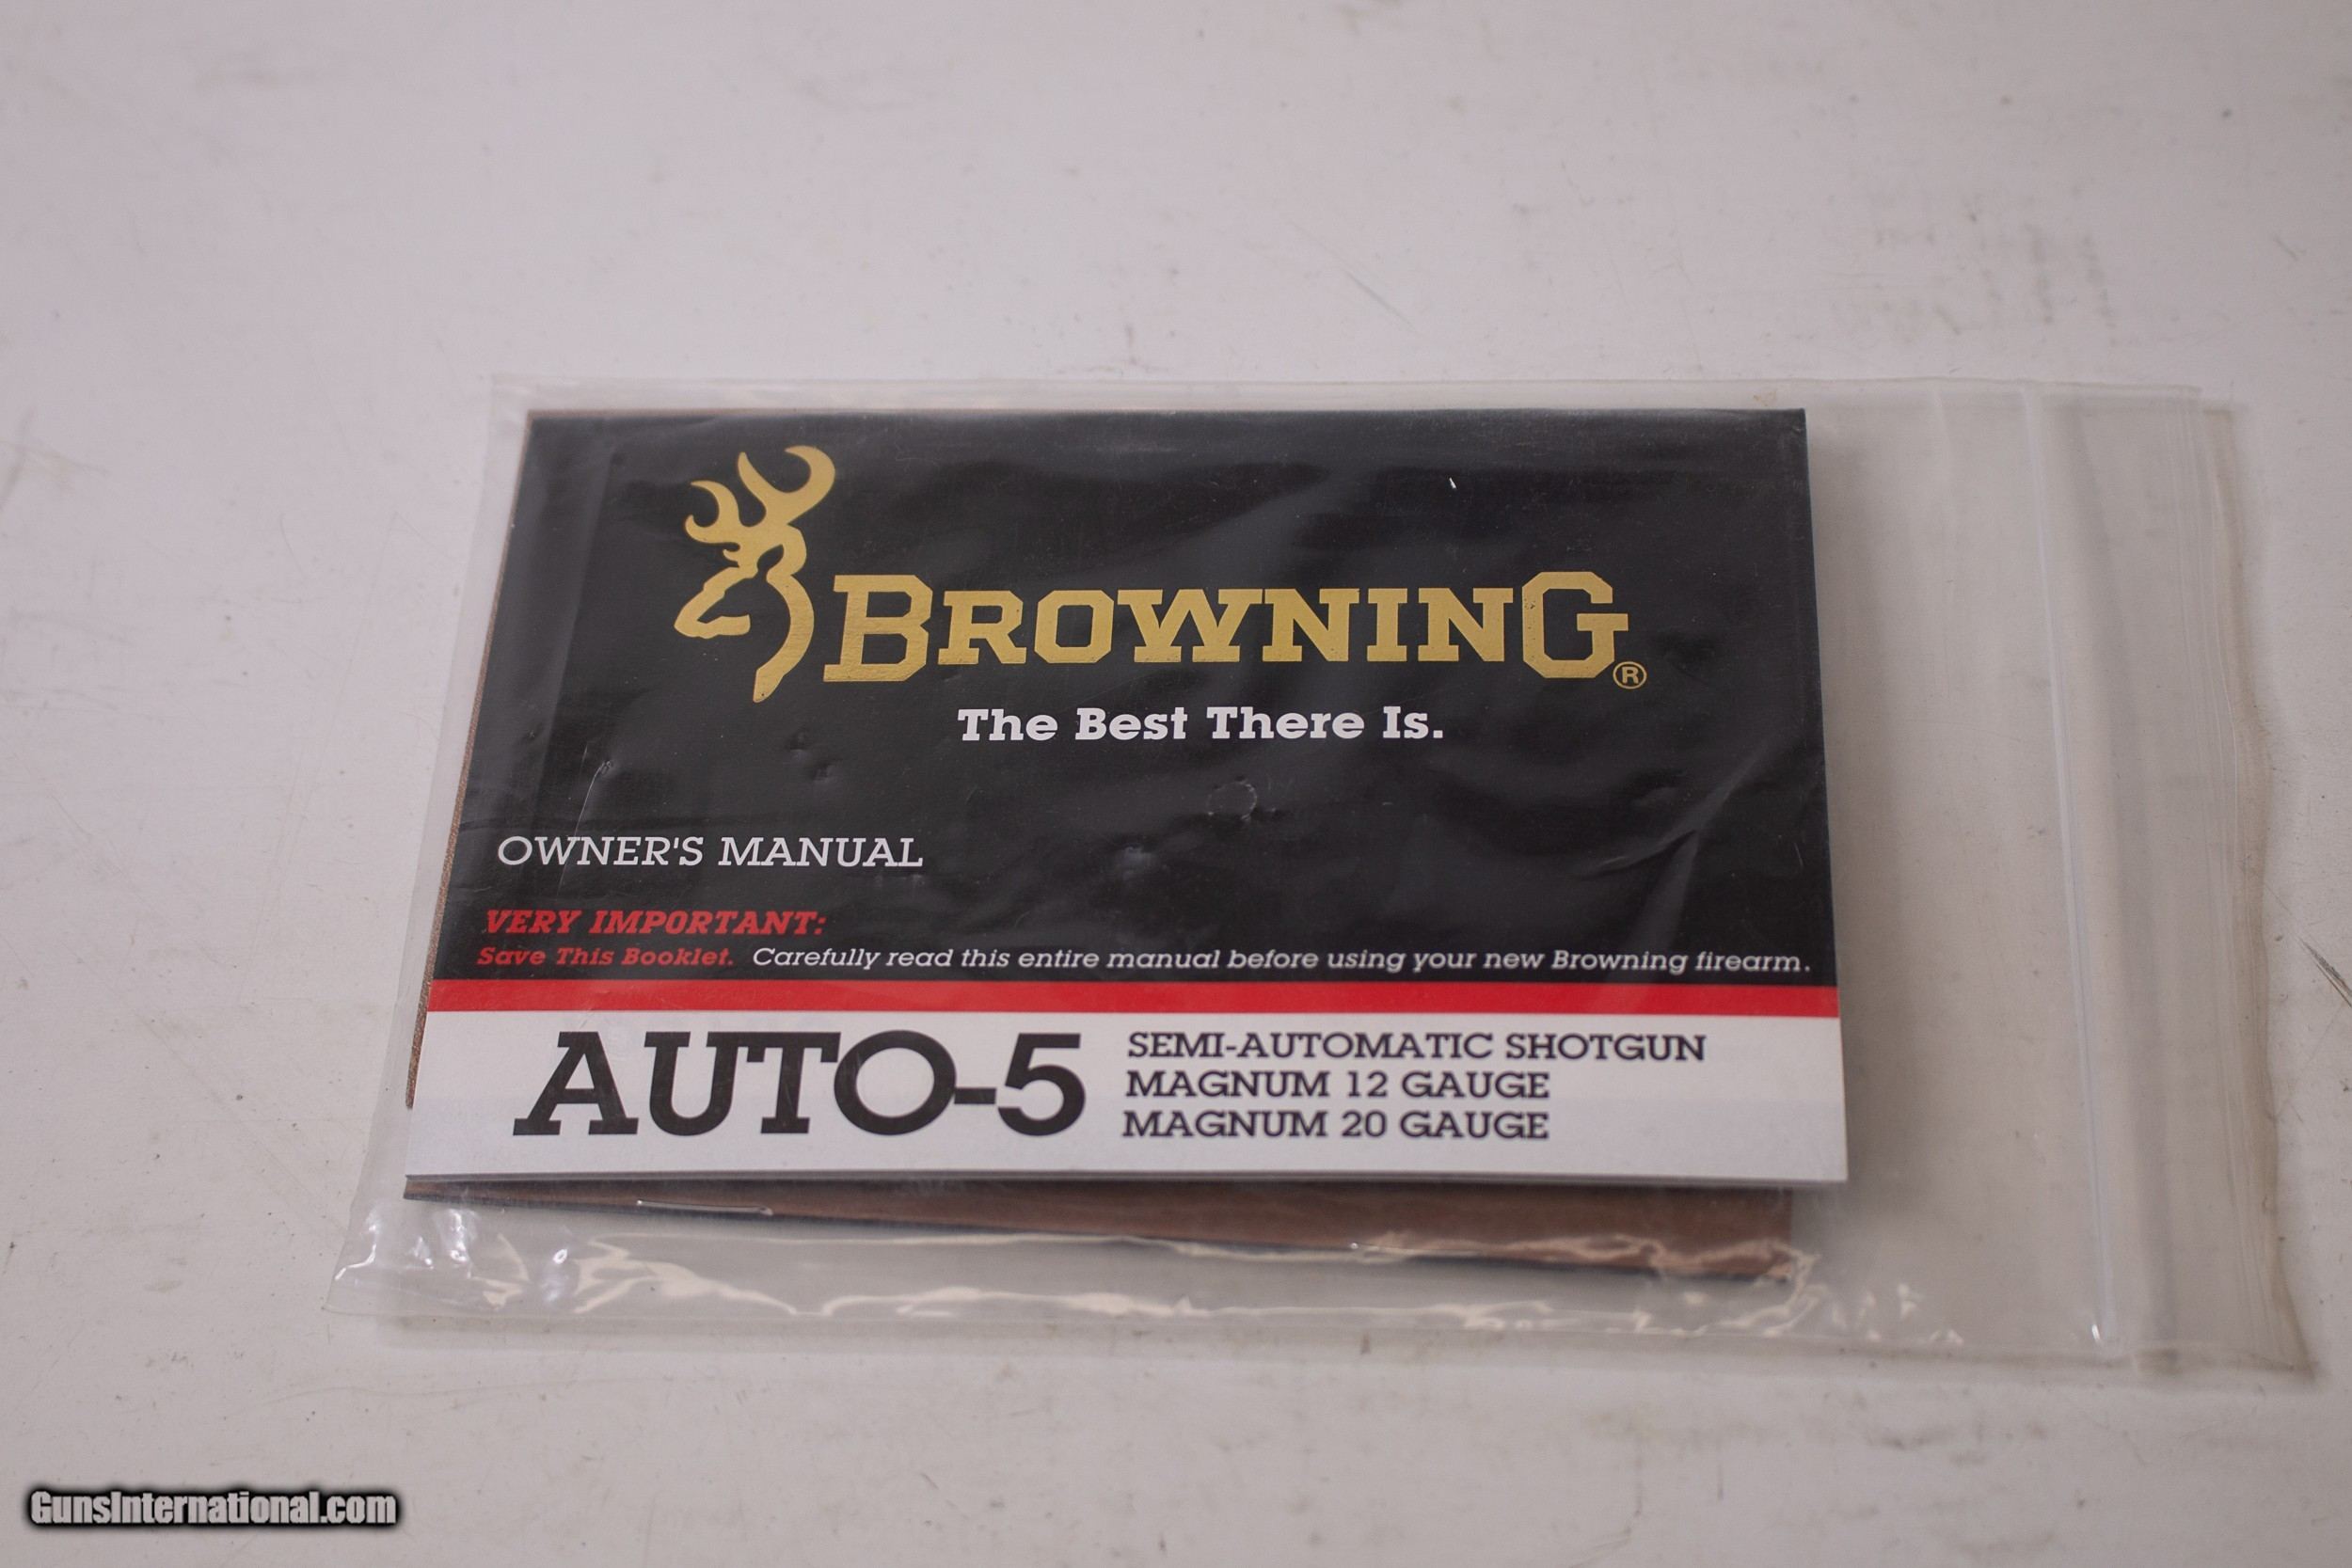 BROWNING®
The Best There Is.
OWNER'S MANUAL
VERY IMPORTANT:
Save This Booklet. Carefully read this entire manual before using your new Browning firearm.
AUTO-5
SEMI-AUTOMATIC SHOTGUN
MAGNUM 12 GAUGE
MAGNUM 20 GAUGE
GunsInternational.com